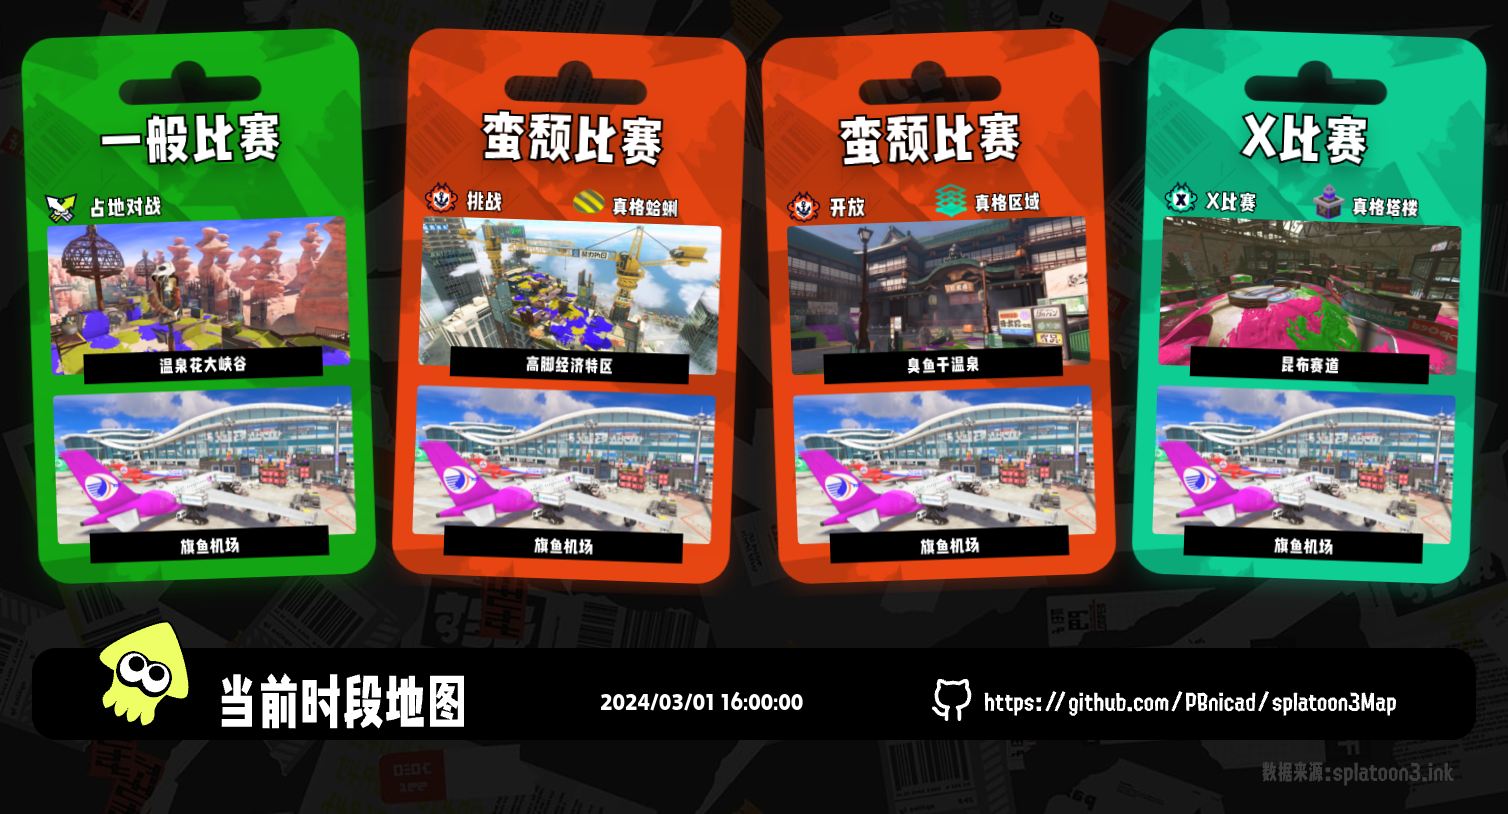 一般比赛
占地对战
温泉花大峡谷
旗鱼机场
蛮颓比赛
挑战
真格蛤蜊
高脚经济特区
旗鱼机场
蛮颓比赛
开放
真格区域
臭鱼干温泉
旗鱼机场
X比赛
X比赛
真格塔楼
昆布赛道
旗鱼机场
当前时段地图
2024/03/01 16:00:00
https://github.com/PBnicad/splatoon3Map
数据来源:splatoon3.ink